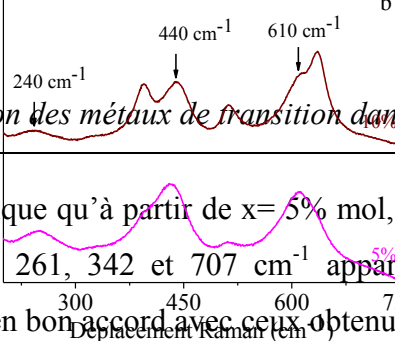 b
610 cm-1
440 cm-1
240 cm-1
on des métaux de transition dan
10%
que qu'à partir de x= 5% mol,
5%
261, 342 et 707 cm-1 appar
300 450 600 7
en bon accord avec ceux obtenu
Déplacement Raman (cm-1)